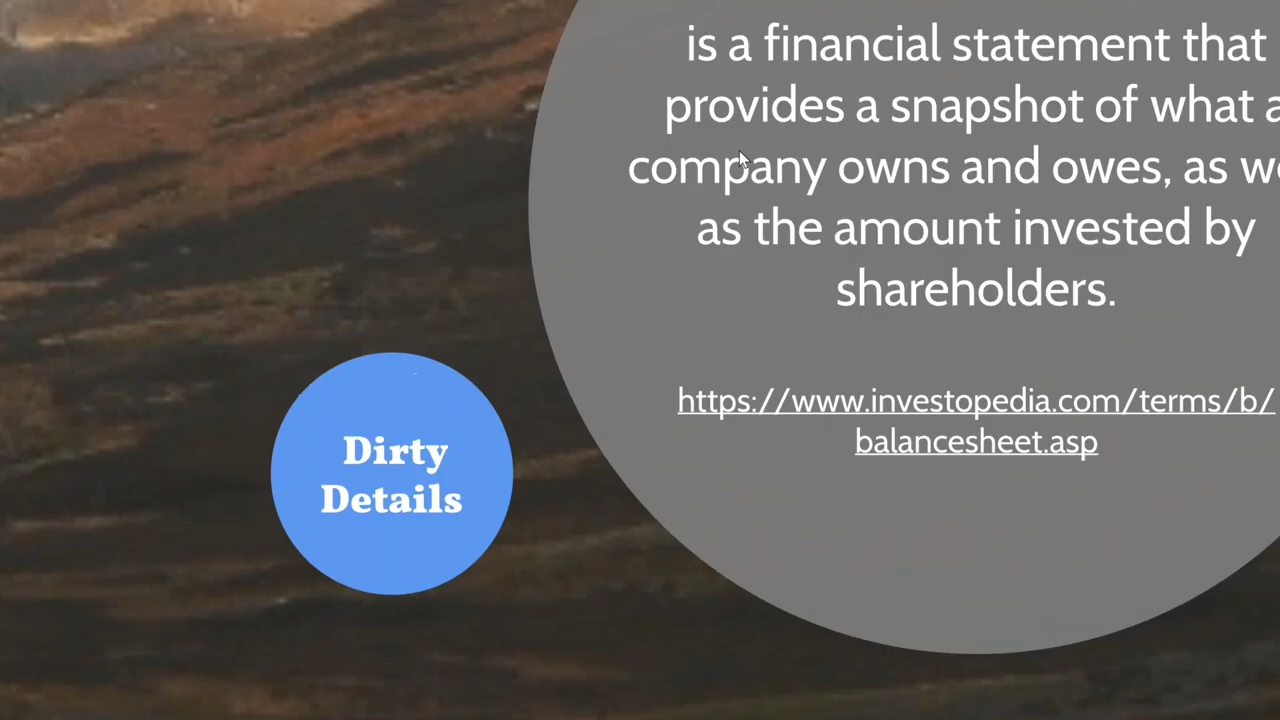 is a financial statement that
provides a snapshot of what a
company owns and owes, as we
as the amount invested by
shareholders.
https://www.investopedia.com/terms/b/
balancesheet.asp
Dirty
Details